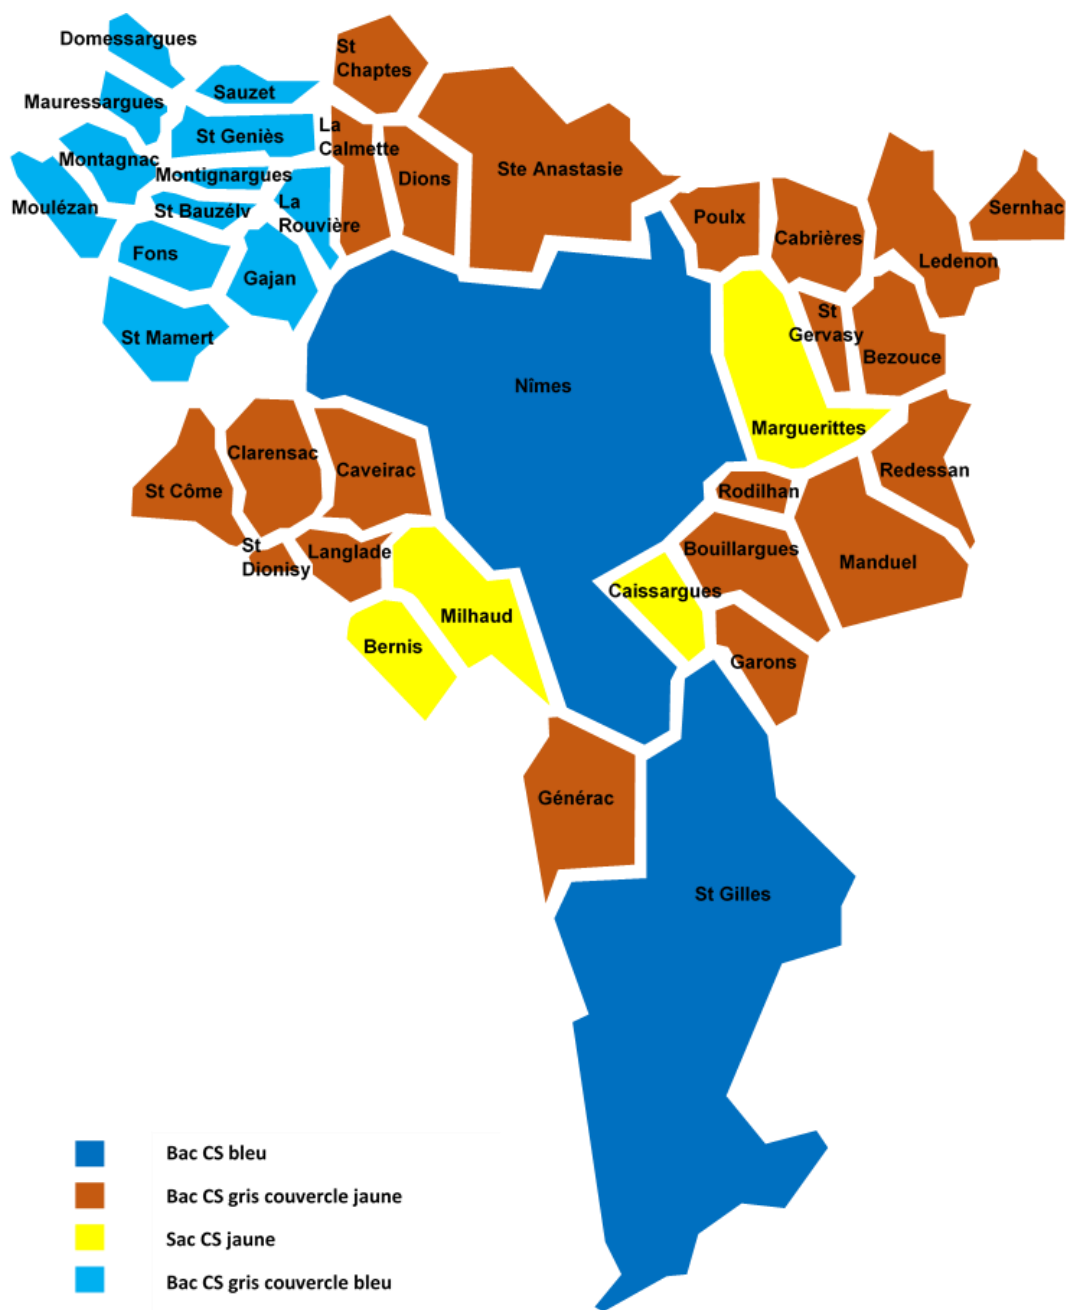 Domessargues
St
Chaptes
Sauzet
Mauressargues
St Geniès
La
Calmette
Montagnac
Montignargues
Dions
Ste Anastasie
Moulézan
St Bauzély
La
Rouvière
Poulx
Cabrières
Sernhac
Ledenon
Fons
Gajan
St Mamert
St
Gervasy
Bezouce
Nîmes
Marguerittes
Clarensac
Caveirac
St Côme
Redessan
Rodilhan
St
Dionisy
Langlade
Bouillargues
Manduel
Caissargues
Milhaud
Bernis
Garons
Générac
St Gilles
Bac CS bleu
Bac CS gris couvercle jaune
Sac CS jaune
Bac CS gris couvercle bleu